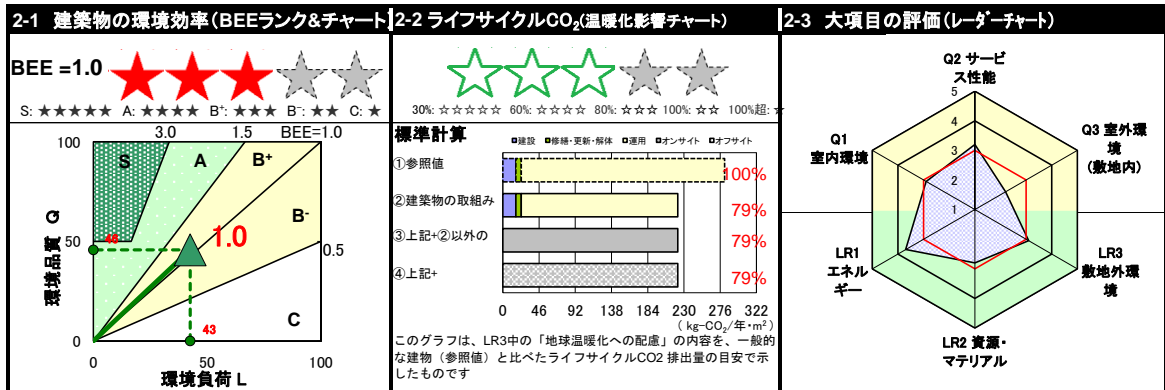 2-1 建築物の環境効率（BEEランク&チャート）
BEE =1.0
S: ★★★★★ A: ★★★★ B⁺: ★★★ B⁻: ★★ C: ★
3.0 1.5 BEE=1.0
100
S A B⁺
B⁻
環境品質 Q
50
46
1.0
0.5
43
C
0
0 50 100
環境負荷 L
2-2 ライフサイクルCO₂(温暖化影響チャート)
30%: ☆☆☆☆☆ 60%: ☆☆☆☆ 80%: ☆☆☆ 100%: ☆☆ 100%超: ★
標準計算
建設 修繕・更新・解体 運用 オンサイト オフサイト
①参照値 100%
②建築物の取組み 79%
③上記+②以外の 79%
④上記+ 79%
0 46 92 138 184 230 276 322
（ kg-CO₂/年・m²）
このグラフは、LR3中の「地球温暖化への配慮」の内容を、一般的
な建物（参照値）と比べたライフサイクルCO2 排出量の目安で示
したものです
2-3 大項目の評価（レーダーチャート）
Q2 サービ
ス性能
5
4
3
2
1
Q1
室内環境
Q3 室外環
境
（敷地内）
LR1
エネル
ギー
LR3
敷地外環
境
LR2 資源・
マテリアル